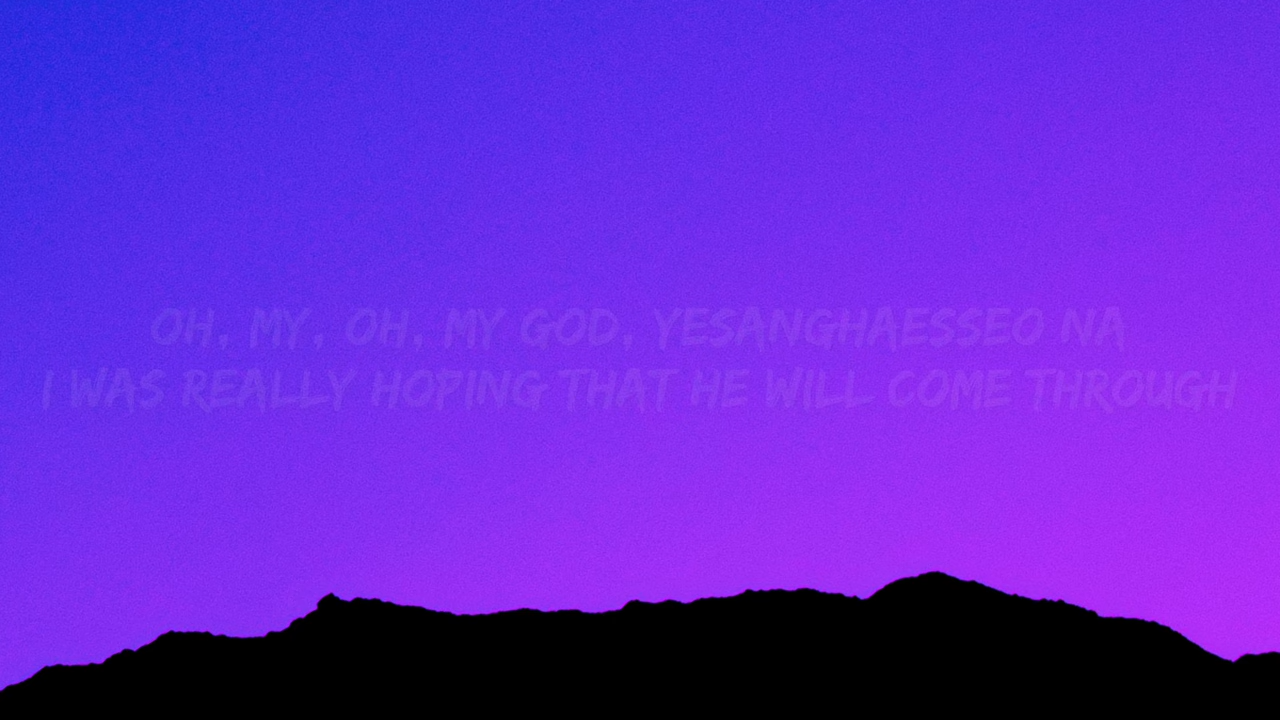 OH, MY, OH, MY GOD, YESANGHAESSEO NA
I WAS REALLY HOPING THAT HE WILL COME THROUGH